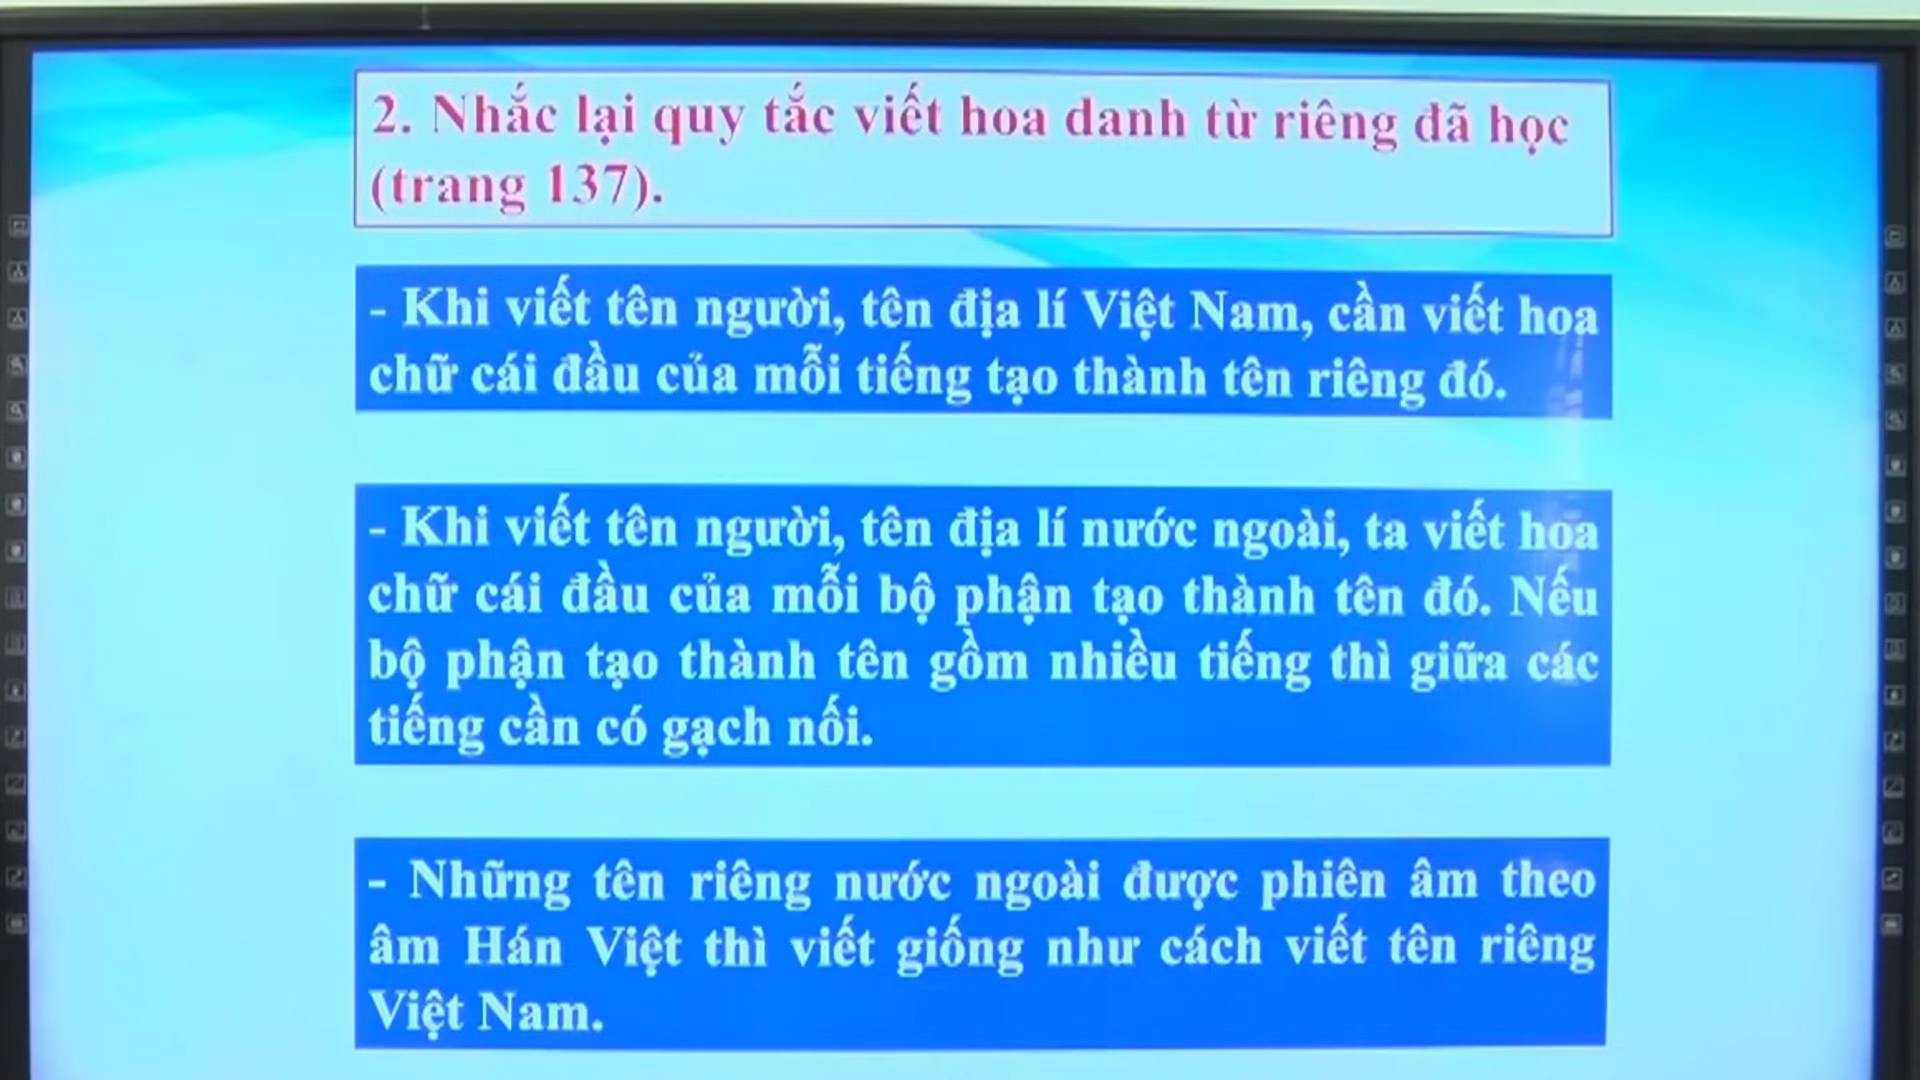 2. Nhắc lại quy tắc viết hoa danh từ riêng đã học
(trang 137).
- Khi viết tên người, tên địa lí Việt Nam, cần viết hoa
chữ cái đầu của mỗi tiếng tạo thành tên riêng đó.
- Khi viết tên người, tên địa lí nước ngoài, ta viết hoa
chữ cái đầu của mỗi bộ phận tạo thành tên đó. Nếu
bộ phận tạo thành tên gồm nhiều tiếng thì giữa các
tiếng cần có gạch nối.
- Những tên riêng nước ngoài được phiên âm theo
âm Hán Việt thì viết giống như cách viết tên riêng
Việt Nam.